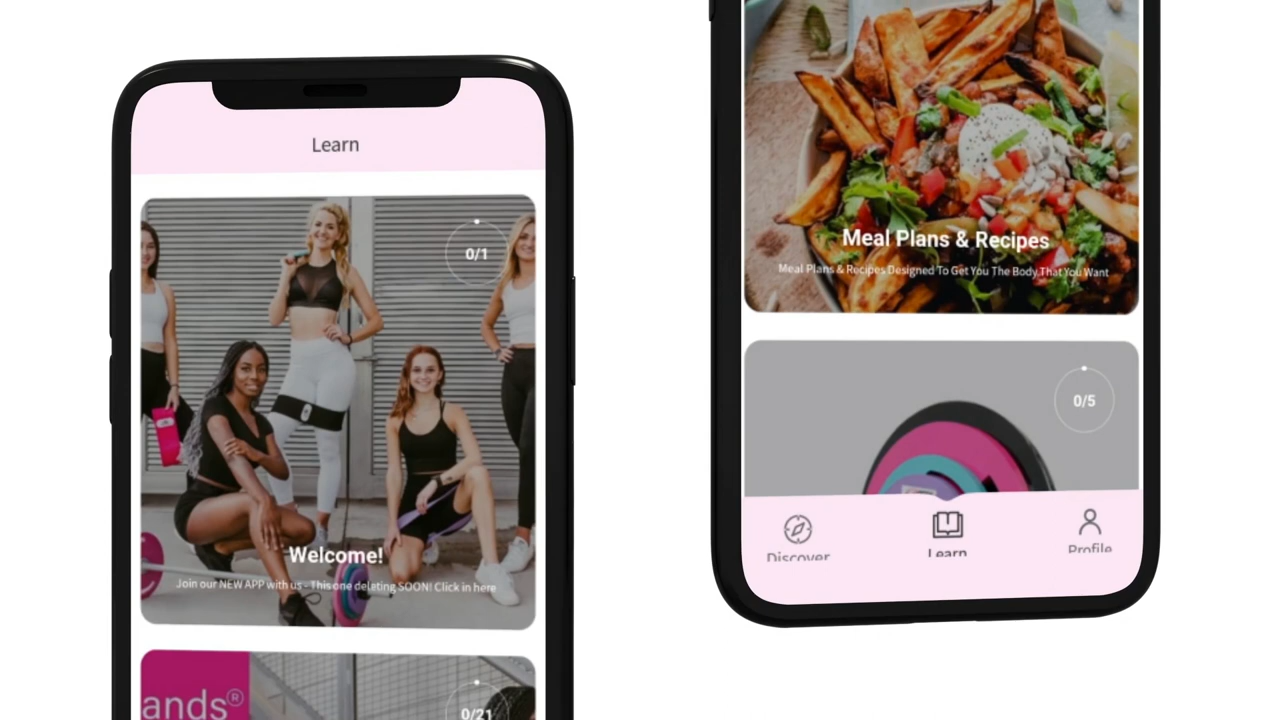 Learn
0/1
Welcome!
Join our NEW APP with us - This one deleting SOON! Click in here
ands®
0/21
Meal Plans & Recipes
Meal Plans & Recipes Designed To Get You The Body That You Want
0/5
Discover
Learn
Profile